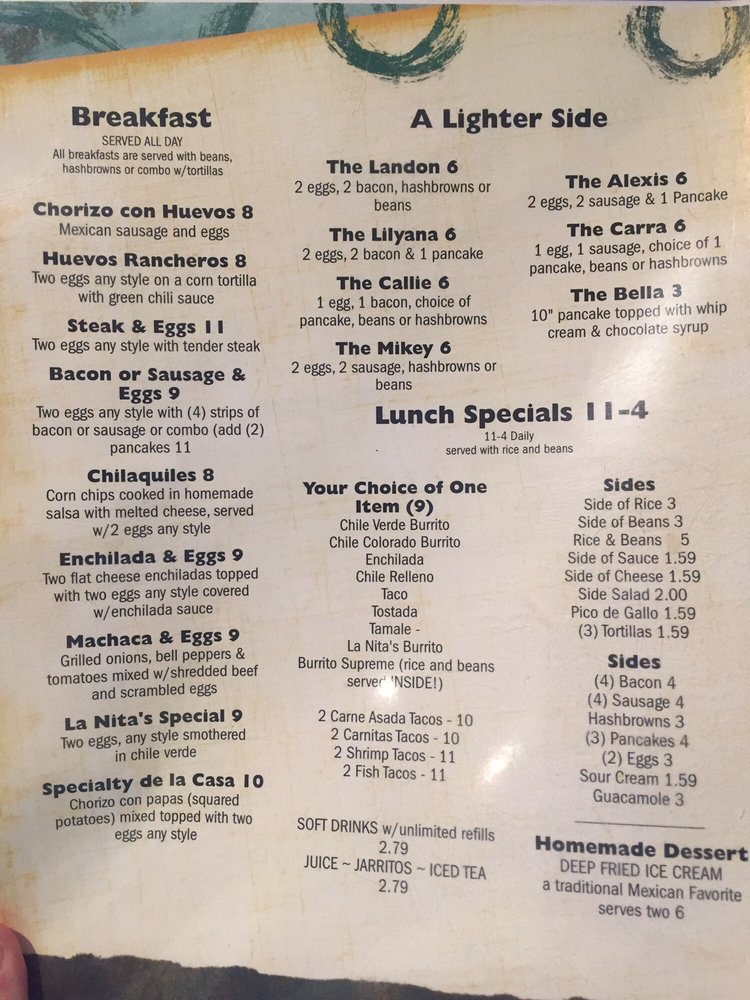 Breakfast
SERVED ALL DAY
All breakfasts are served with beans,
hashbrowns or combo w/tortillas
Chorizo con Huevos 8
Mexican sausage and eggs
Huevos Rancheros 8
Two eggs any style on a corn tortilla
with green chili sauce
Steak & Eggs 11
Two eggs any style with tender steak
Bacon or Sausage &
Eggs 9
Two eggs any style with (4) strips of
bacon or sausage or combo (add (2)
pancakes 11
Chilaquiles 8
Corn chips cooked in homemade
salsa with melted cheese, served
w/2 eggs any style
Enchilada & Eggs 9
Two flat cheese enchiladas topped
with two eggs any style covered
w/enchilada sauce
Machaca & Eggs 9
Grilled onions, bell peppers &
tomatoes mixed w/shredded beef
and scrambled eggs
La Nita's Special 9
Two eggs, any style smothered
in chile verde
Specialty de la Casa 10
Chorizo con papas (squared
potatoes) mixed topped with two
eggs any style
A Lighter Side
The Landon 6
2 eggs, 2 bacon, hashbrowns or
beans
The Lilyana 6
2 eggs, 2 bacon & 1 pancake
The Callie 6
1 egg, 1 bacon, choice of
pancake, beans or hashbrowns
The Mikey 6
2 eggs, 2 sausage, hashbrowns or
beans
The Alexis 6
2 eggs, 2 sausage & 1 Pancake
The Carra 6
1 egg, 1 sausage, choice of 1
pancake, beans or hashbrowns
The Bella 3
10" pancake topped with whip
cream & chocolate syrup
Lunch Specials 11-4
11-4 Daily
served with rice and beans
Your Choice of One
Item (9)
Chile Verde Burrito
Chile Colorado Burrito
Enchilada
Chile Relleno
Taco
Tostada
Tamale -
La Nita's Burrito
Burrito Supreme (rice and beans
served INSIDE!)
2 Carne Asada Tacos - 10
2 Carnitas Tacos - 10
2 Shrimp Tacos - 11
2 Fish Tacos - 11
SOFT DRINKS w/unlimited refills
2.79
JUICE ~ JARRITOS ~ ICED TEA
2.79
Sides
Side of Rice 3
Side of Beans 3
Rice & Beans 5
Side of Sauce 1.59
Side of Cheese 1.59
Side Salad 2.00
Pico de Gallo 1.59
(3) Tortillas 1.59
Sides
(4) Bacon 4
(4) Sausage 4
Hashbrowns 3
(3) Pancakes 4
(2) Eggs 3
Sour Cream 1.59
Guacamole 3
Homemade Dessert
DEEP FRIED ICE CREAM
a traditional Mexican Favorite
serves two 6